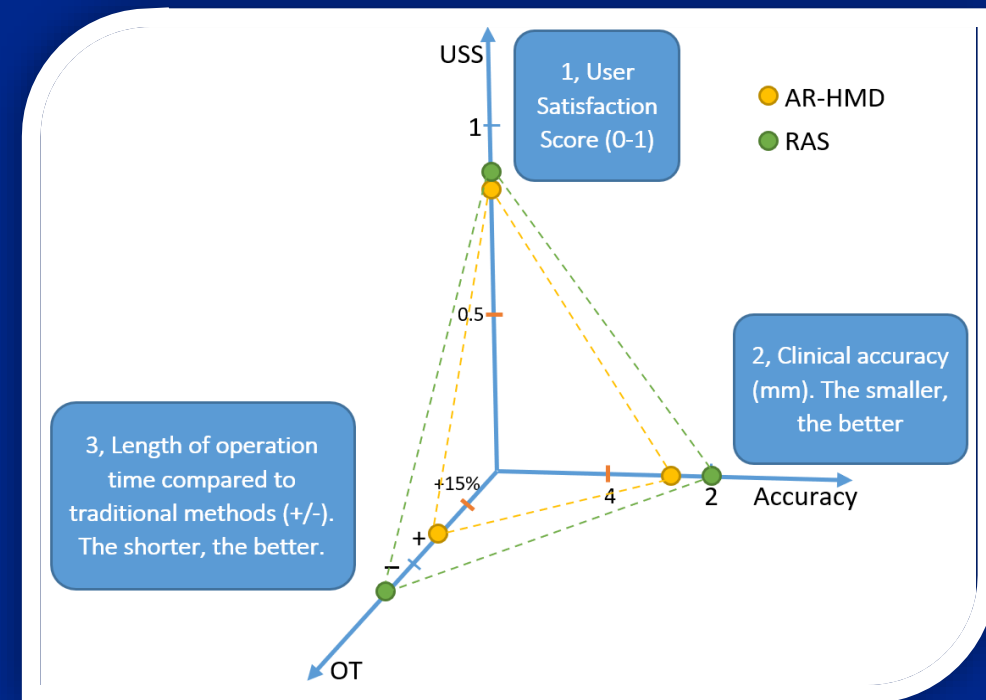 USS
1, User
Satisfaction
Score (0-1)
AR-HMD
RAS
1
0.5
2, Clinical accuracy
(mm). The smaller,
the better
3, Length of operation
time compared to
traditional methods (+/-).
The shorter, the better.
+15%
4
2
Accuracy
+
–
OT